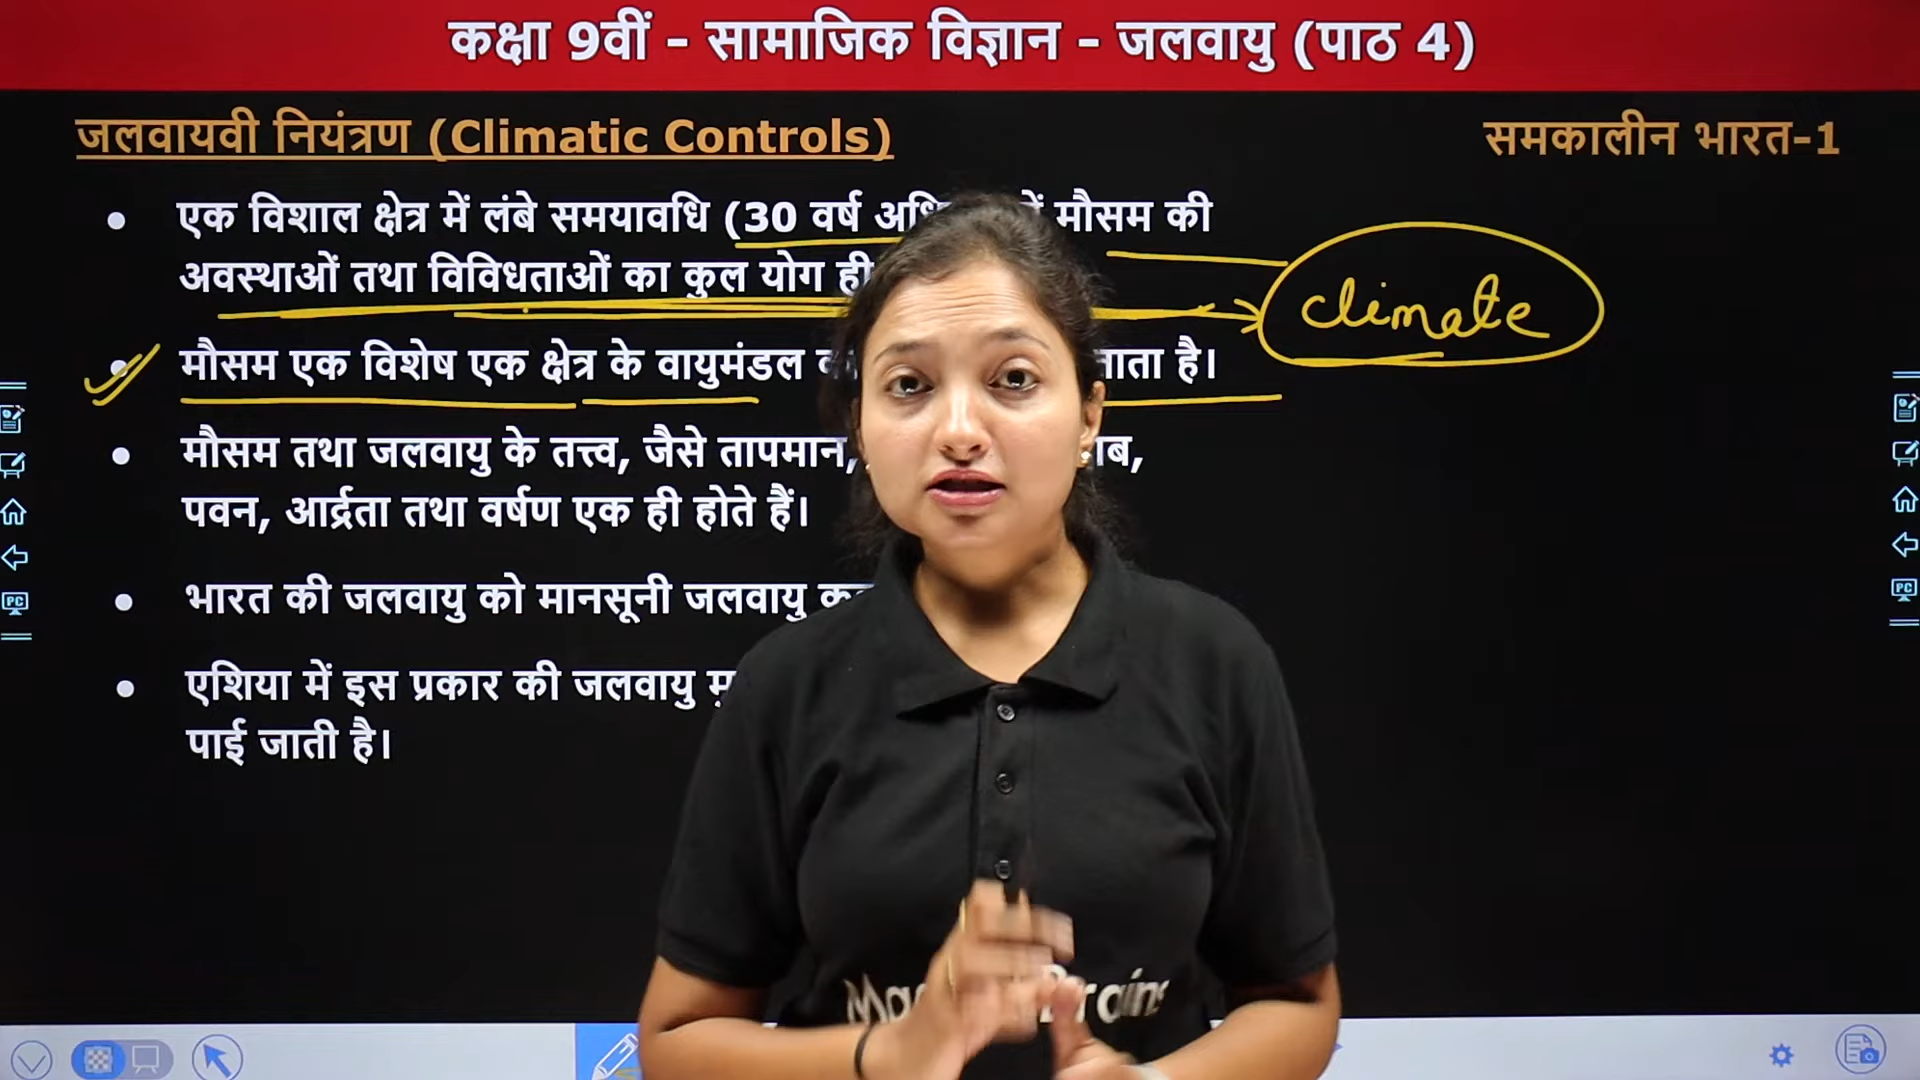 कक्षा 9वीं - सामाजिक विज्ञान - जलवायु (पाठ 4)
जलवायवी नियंत्रण (Climatic Controls)
समकालीन भारत-1
एक विशाल क्षेत्र में लंबे समयावधि (30 वर्ष मौसम की
अवस्थाओं तथा विविधताओं का कुल योग ही
climate
मौसम एक विशेष एक क्षेत्र के वायुमंडल है।
मौसम तथा जलवायु के तत्त्व, जैसे तापमान,
पवन, आर्द्रता तथा वर्षण एक ही होते हैं।
भारत की जलवायु को मानसूनी जलवायु
एशिया में इस प्रकार की जलवायु
पाई जाती है।
PC
PC